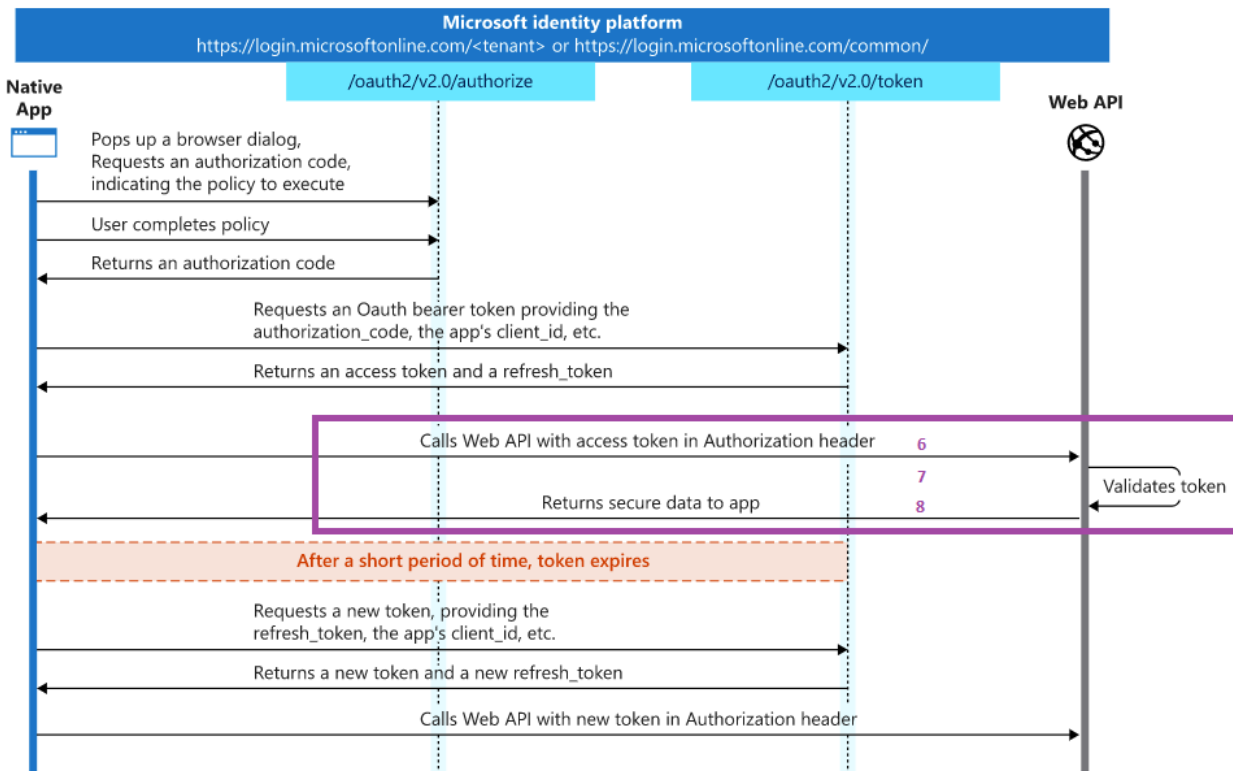 Microsoft identity platform
https://login.microsoftonline.com/<tenant> or https://login.microsoftonline.com/common/
/oauth2/v2.0/authorize
/oauth2/v2.0/token
Native
App
Web API
Pops up a browser dialog,
Requests an authorization code,
indicating the policy to execute
User completes policy
Returns an authorization code
Requests an Oauth bearer token providing the
authorization_code, the app's client_id, etc.
Returns an access token and a refresh_token
Calls Web API with access token in Authorization header
6
7
Validates token
Returns secure data to app
8
After a short period of time, token expires
Requests a new token, providing the
refresh_token, the app's client_id, etc.
Returns a new token and a new refresh_token
Calls Web API with new token in Authorization header